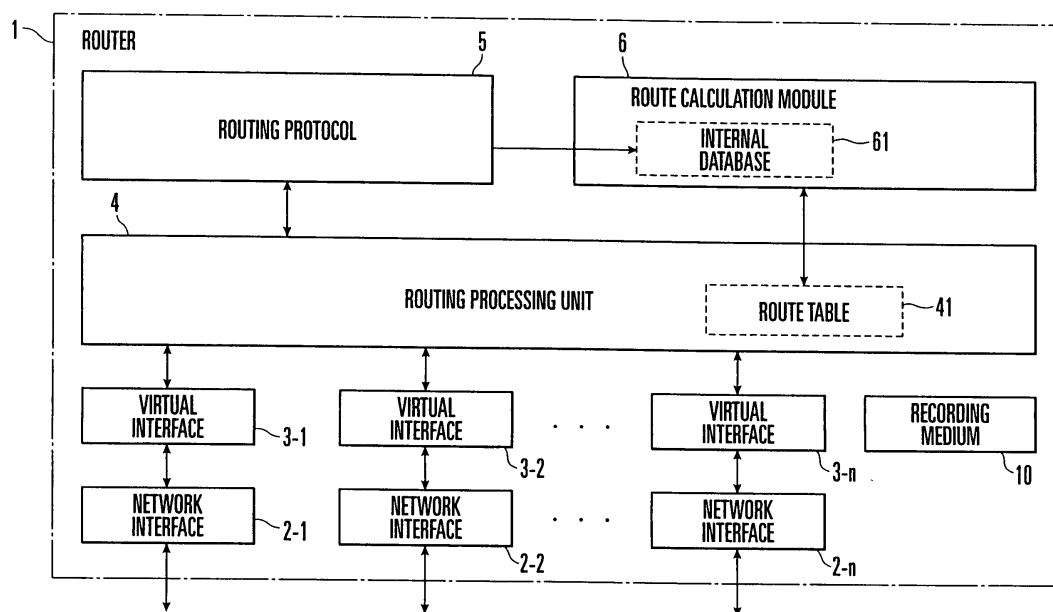 1
ROUTER
5
6
ROUTING PROTOCOL
ROUTE CALCULATION MODULE
INTERNAL
DATABASE
61
4
ROUTING PROCESSING UNIT
ROUTE TABLE
41
VIRTUAL
INTERFACE
3-1
VIRTUAL
INTERFACE
3-2
. . .
VIRTUAL
INTERFACE
3-n
RECORDING
MEDIUM
10
NETWORK
INTERFACE
2-1
NETWORK
INTERFACE
2-2
. . .
NETWORK
INTERFACE
2-n